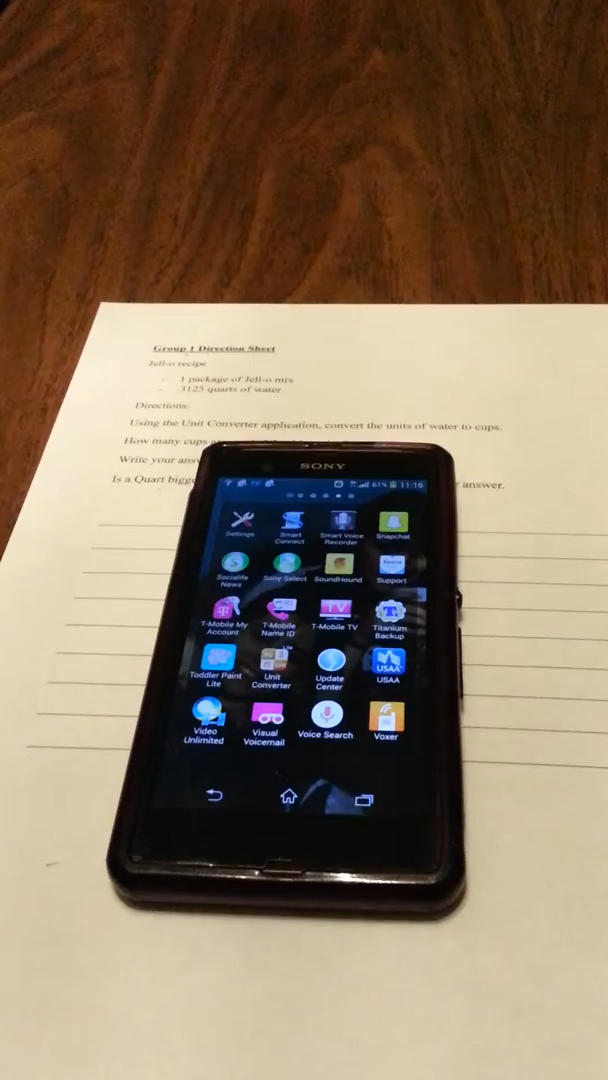 Group 1 Direction Sheet
Jell-o recipe
- 1 package of Jell-o mix
- 3125 quarts of water
Directions:
Using the Unit Converter application, convert the units of water to cups.
How many cups
Write your
Is a Quart answer.
SONY
61% 11:16
Settings Smart Connect Smart Voice Recorder Snapchat
Socialife News Sony Select SoundHound Support
T-Mobile My Account T-Mobile Name ID T-Mobile TV Titanium Backup
Toddler Paint Lite Unit Converter Update Center USAA
Video Unlimited Visual Voicemail Voice Search Voxer